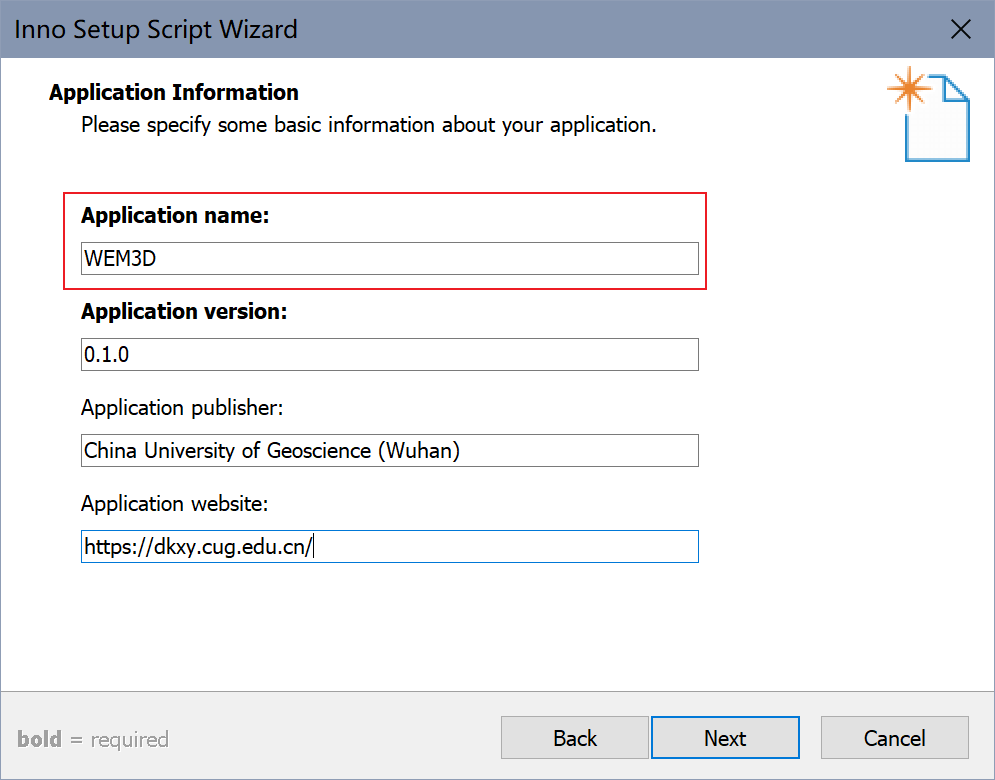 Inno Setup Script Wizard
Application Information
Please specify some basic information about your application.
Application name:
WEM3D
Application version:
0.1.0
Application publisher:
China University of Geoscience (Wuhan)
Application website:
https://dkxy.cug.edu.cn/
bold = required
Back
Next
Cancel